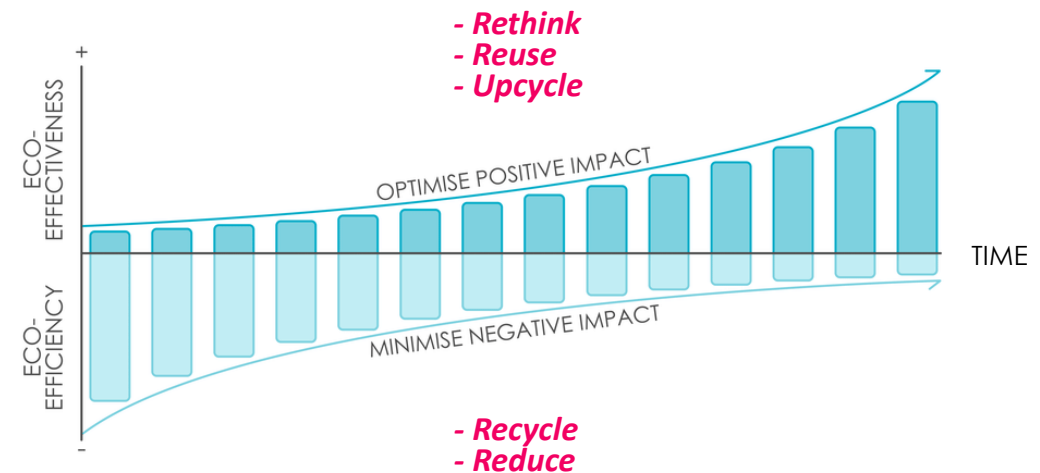 - Rethink
- Reuse
- Upcycle
+
ECO-
EFFECTIVENESS
OPTIMISE POSITIVE IMPACT
TIME
ECO-
EFFICIENCY
MINIMISE NEGATIVE IMPACT
-
- Recycle
- Reduce